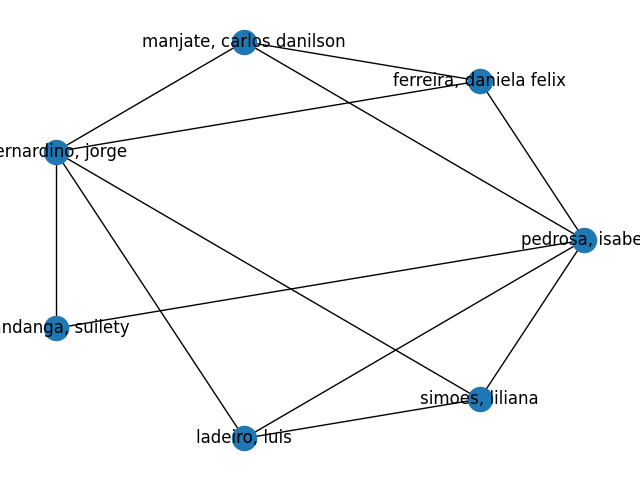 manjate, carlos danilson
ferreira, daniela felix
ernardino, jorge
pedrosa, isabe
ndanga, suilety
simoes, liliana
ladeiro, luis